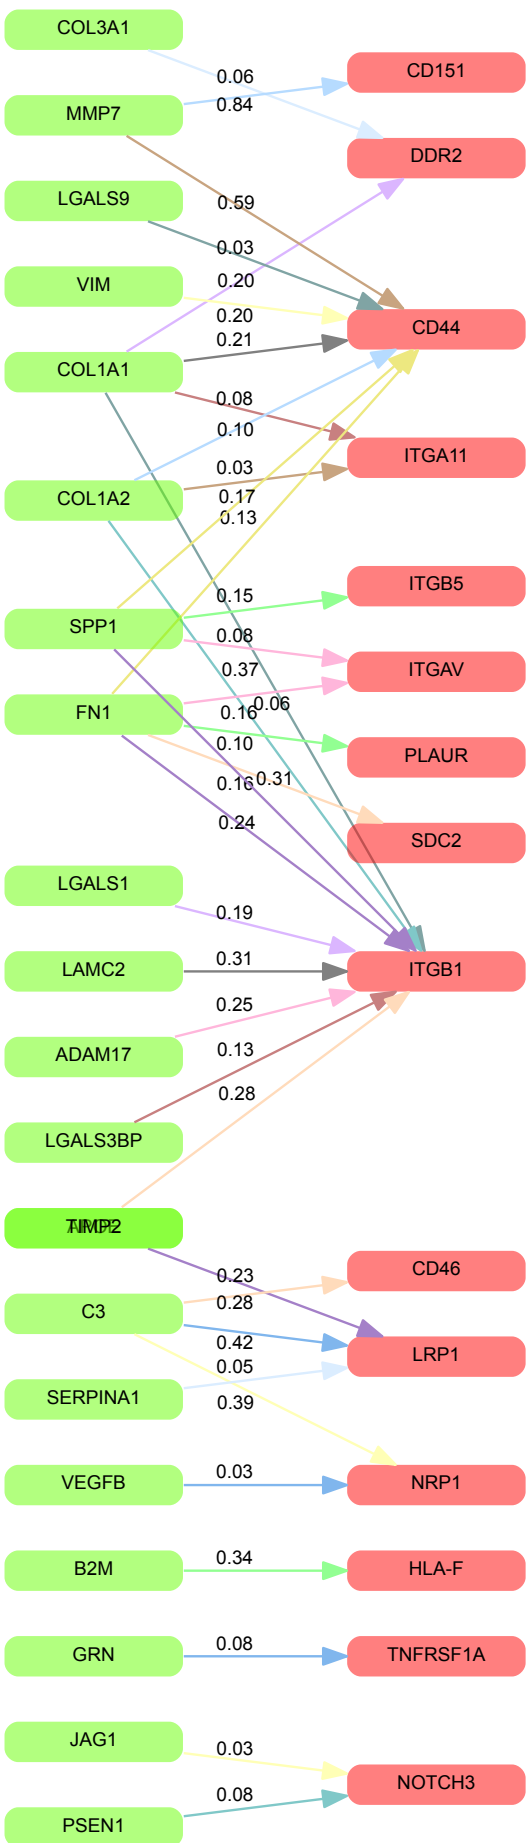 COL3A1
CD151
0.06
0.84
MMP7
DDR2
LGALS9
0.59
0.03
VIM
0.20
0.20
CD44
0.21
COL1A1
0.08
0.10
ITGA11
0.03
COL1A2
0.17
0.13
ITGB5
0.15
SPP1
0.08
ITGAV
0.37
0.06
FN1
0.16
0.10
PLAUR
0.31
0.16
0.24
SDC2
LGALS1
0.19
LAMC2
0.31
ITGB1
0.25
ADAM17
0.13
0.28
LGALS3BP
TIMP2
CD46
0.23
0.28
C3
0.42
LRP1
0.05
SERPINA1
0.39
VEGFB
0.03
NRP1
B2M
0.34
HLA-F
GRN
0.08
TNFRSF1A
JAG1
0.03
NOTCH3
0.08
PSEN1